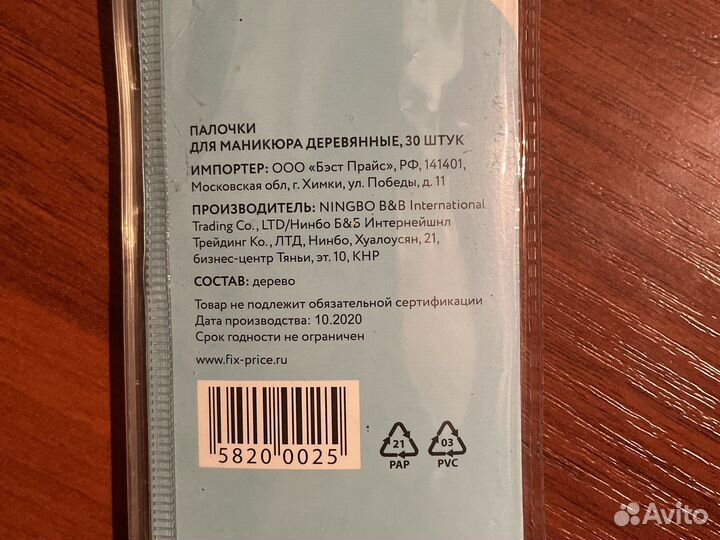 ПАЛОЧКИ
ДЛЯ МАНИКЮРА ДЕРЕВЯННЫЕ, 30 ШТУК
ИМПОРТЕР: ООО «Бэст Прайс», РФ, 141401,
Московская обл, г. Химки, ул. Победы, д. 11
ПРОИЗВОДИТЕЛЬ: NINGBO B&B International
Trading Co., LTD/Нинбо Б&Б Интернейшнл
Трейдинг Ко., ЛТД, Нинбо, Хуалоусян, 21,
бизнес-центр Тяньи, эт. 10, КНР
СОСТАВ: дерево
Товар не подлежит обязательной сертификации
Дата производства: 10.2020
Срок годности не ограничен
www.fix-price.ru
5820 0025
21
PAP
03
PVC
Avito